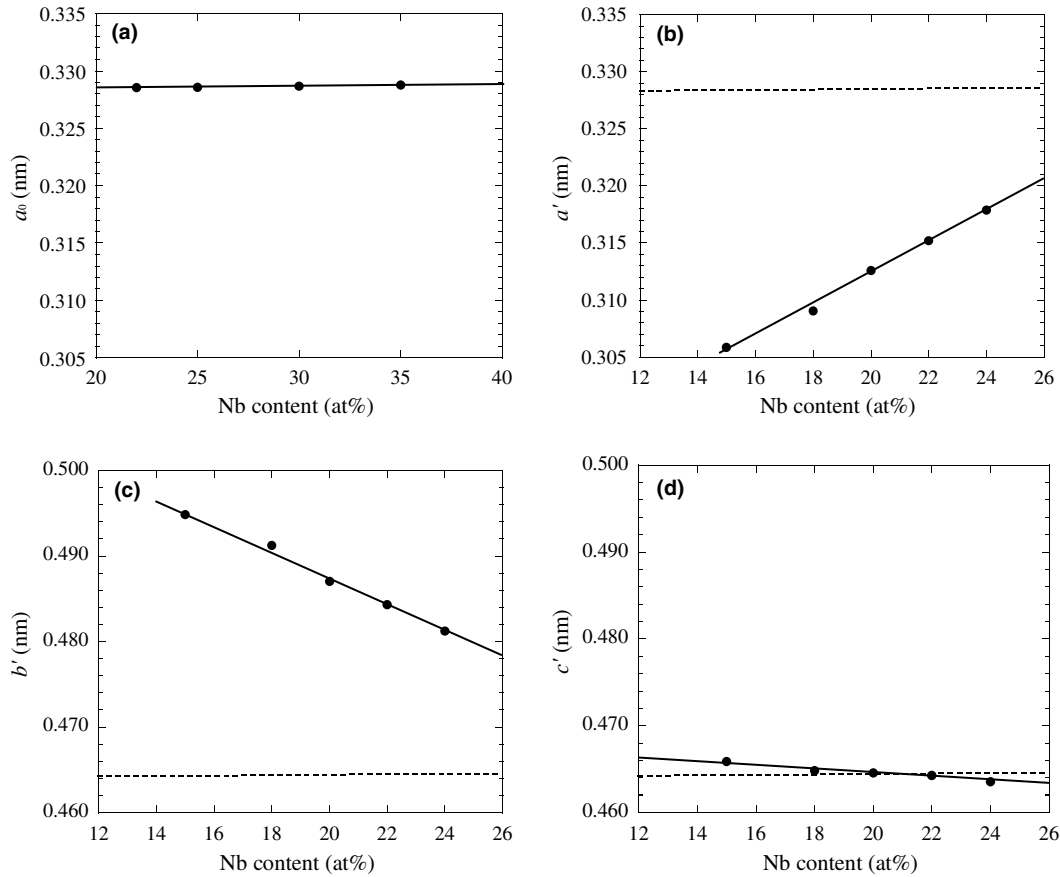 (a)
0.335
0.330
0.325
0.320
0.315
0.310
0.305
a₀ (nm)
20 25 30 35 40
Nb content (at%)
(b)
0.335
0.330
0.325
0.320
0.315
0.310
0.305
a′ (nm)
12 14 16 18 20 22 24 26
Nb content (at%)
(c)
0.500
0.490
0.480
0.470
0.460
b′ (nm)
12 14 16 18 20 22 24 26
Nb content (at%)
(d)
0.500
0.490
0.480
0.470
0.460
c′ (nm)
12 14 16 18 20 22 24 26
Nb content (at%)